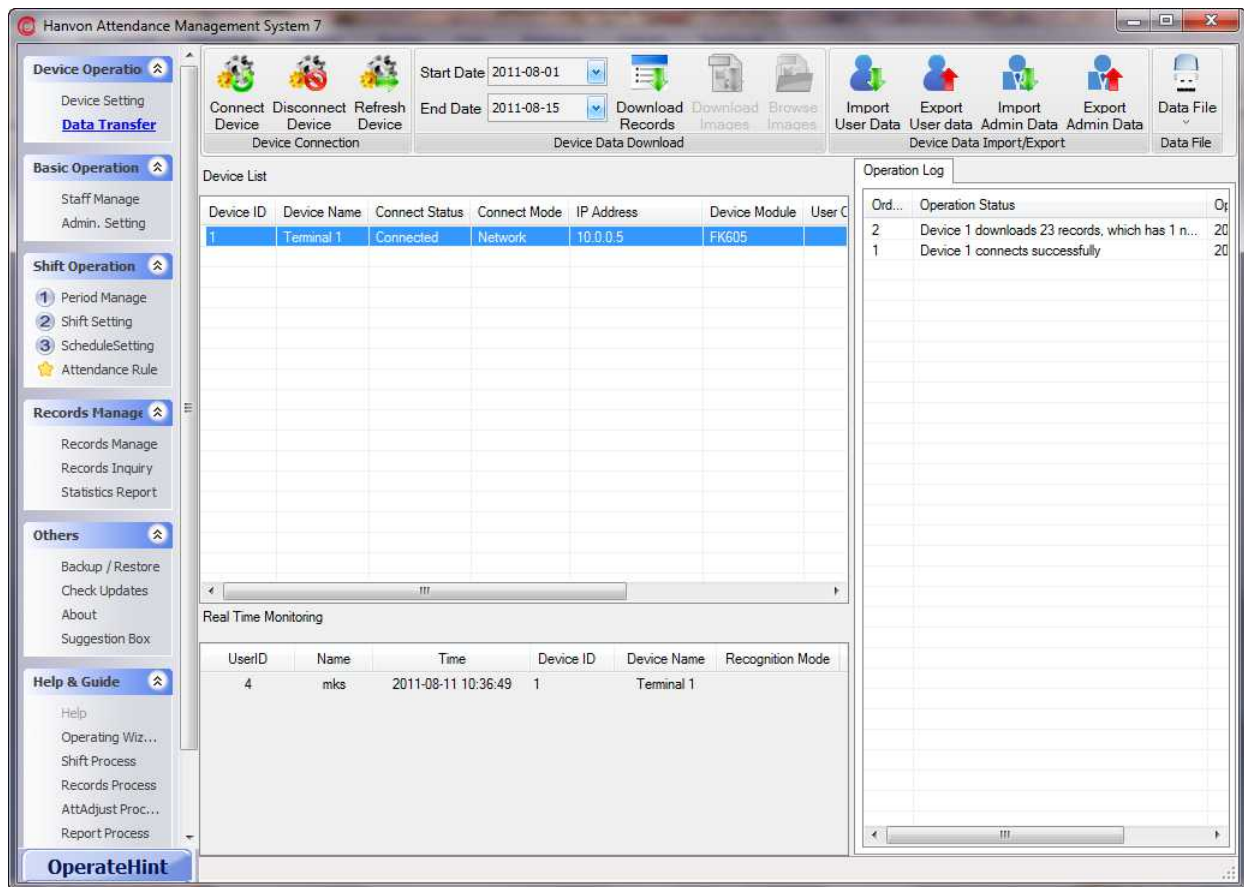 Hanvon Attendance Management System 7
Device Operatio
Device Setting
Data Transfer
Basic Operation
Staff Manage
Admin. Setting
Shift Operation
1 Period Manage
2 Shift Setting
3 ScheduleSetting
Attendance Rule
Records Manage
Records Manage
Records Inquiry
Statistics Report
Others
Backup / Restore
Check Updates
About
Suggestion Box
Help & Guide
Help
Operating Wiz...
Shift Process
Records Process
AttAdjust Proc...
Report Process
OperateHint
Connect Device
Disconnect Device
Refresh Device
Device Connection
Start Date 2011-08-01
End Date 2011-08-15
Download Records
Download Images
Browse Images
Device Data Download
Import User Data
Export User data
Import Admin Data
Export Admin Data
Device Data Import/Export
Data File
Data File
Device List
Device ID Device Name Connect Status Connect Mode IP Address Device Module User C
1 Terminal 1 Connected Network 10.0.0.5 FK605
Real Time Monitoring
UserID Name Time Device ID Device Name Recognition Mode
4 mks 2011-08-11 10:36:49 1 Terminal 1
Operation Log
Ord... Operation Status Op
2 Device 1 downloads 23 records, which has 1 n... 20
1 Device 1 connects successfully 20